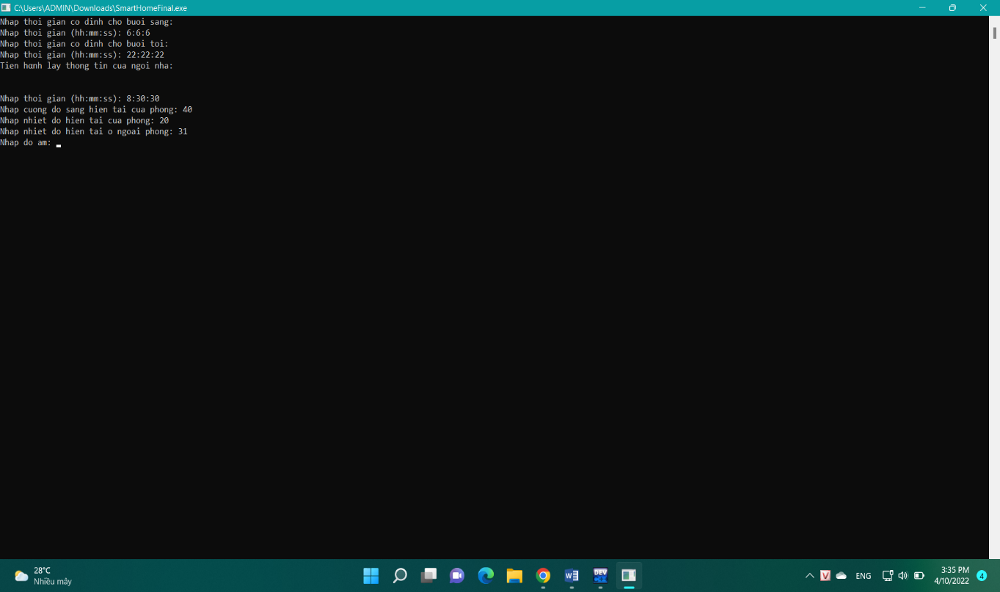 C:\Users\ADMIN\Downloads\SmartHomeFinal.exe
Nhap thoi gian co dinh cho buoi sang:
Nhap thoi gian (hh:mm:ss): 6:6:6
Nhap thoi gian co dinh cho buoi toi:
Nhap thoi gian (hh:mm:ss): 22:22:22
Tien hanh lay thong tin cua ngoi nha:
Nhap thoi gian (hh:mm:ss): 8:30:30
Nhap cuong do sang hien tai cua phong: 40
Nhap nhiet do hien tai cua phong: 20
Nhap nhiet do hien tai o ngoai phong: 31
Nhap do am:
28°C
Nhiều mây
W
DEV
C++
V
ENG
3:35 PM
4/10/2022
4